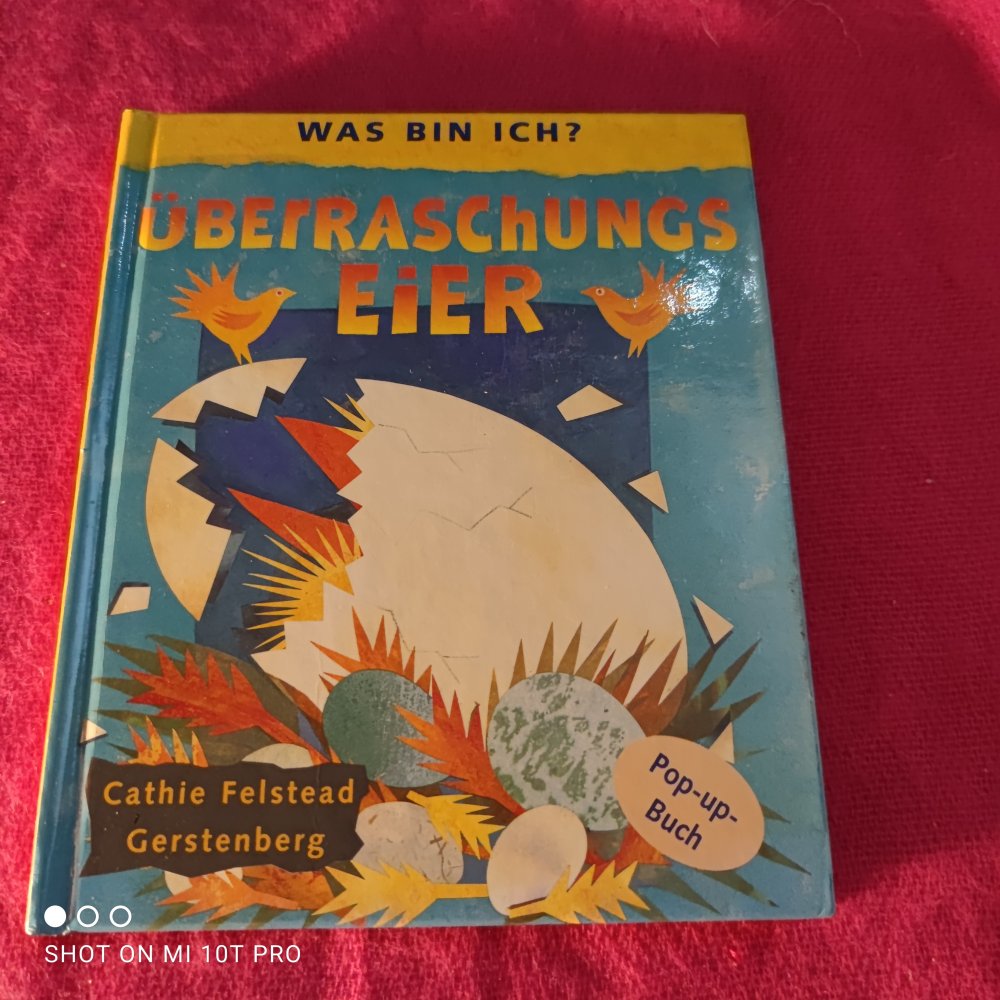 WAS BIN ICH?
ÜBErrASChUNGS
EiER
Pop-up-
Buch
Cathie Felstead
Gerstenberg
SHOT ON MI 10T PRO